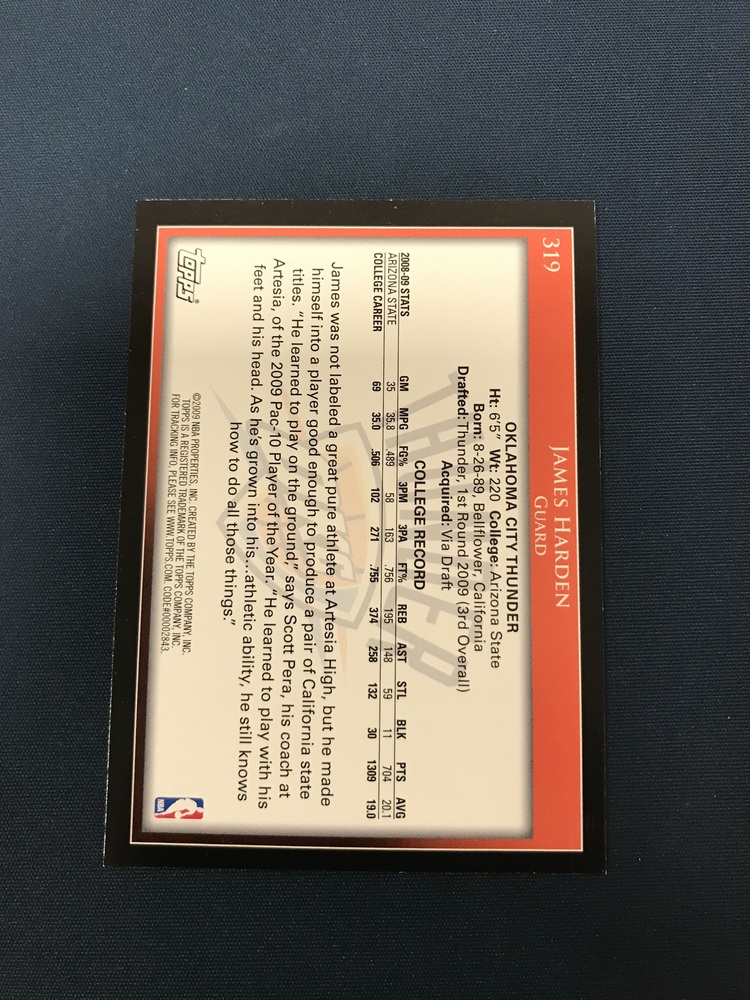 319
JAMES HARDEN
GUARD
OKLAHOMA CITY THUNDER
Ht: 6'5" Wt: 220 College: Arizona State
Born: 8-26-89, Bellflower, California
Drafted: Thunder, 1st Round 2009 (3rd Overall)
Acquired: Via Draft
COLLEGE RECORD
2008-09 STATS GM MPG FG% 3PM 3PA FT% REB AST STL BLK PTS AVG
ARIZONA STATE 35 35.8 .489 58 163 .756 195 148 59 11 704 20.1
COLLEGE CAREER 69 35.0 .506 102 271 .755 374 258 132 30 1309 19.0
James was not labeled a great pure athlete at Artesia High, but he made
himself into a player good enough to produce a pair of California state
titles. "He learned to play on the ground," says Scott Pera, his coach at
Artesia, of the 2009 Pac-10 Player of the Year. "He learned to play with his
feet and his head. As he's grown into his...athletic ability, he still knows
how to do all those things."
topps®
©2009 NBA PROPERTIES, INC. CREATED BY THE TOPPS COMPANY, INC.
TOPPS IS A REGISTERED TRADEMARK OF THE TOPPS COMPANY, INC.
FOR TRACKING INFO, PLEASE SEE WWW.TOPPS.COM. CODE#00002843.
NBA
THUNDER
OKC